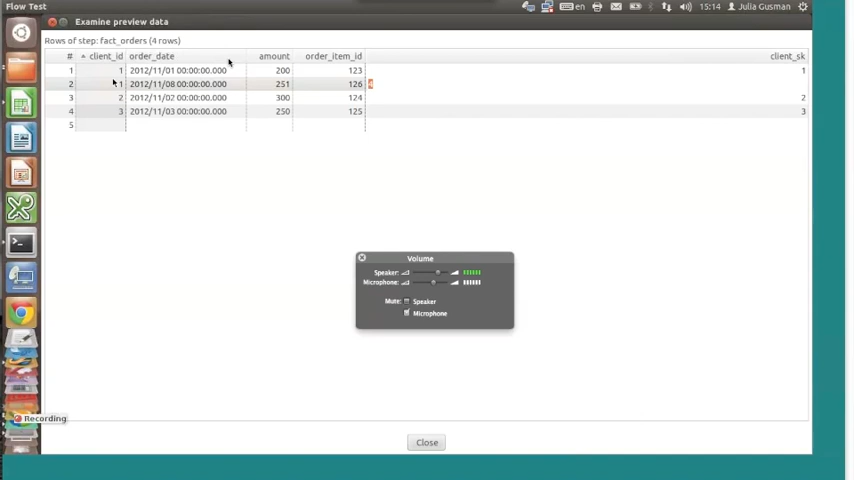 Flow Test
en
15:14
Julia Gusman
Examine preview data
Rows of step: fact_orders (4 rows)
# client_id order_date amount order_item_id client_sk
1 1 2012/11/01 00:00:00.000 200 123 1
2 1 2012/11/08 00:00:00.000 251 126 4
3 2 2012/11/02 00:00:00.000 300 124 2
4 3 2012/11/03 00:00:00.000 250 125 3
5
Volume
Speaker:
Microphone:
Mute: Speaker
Microphone
Recording
Close